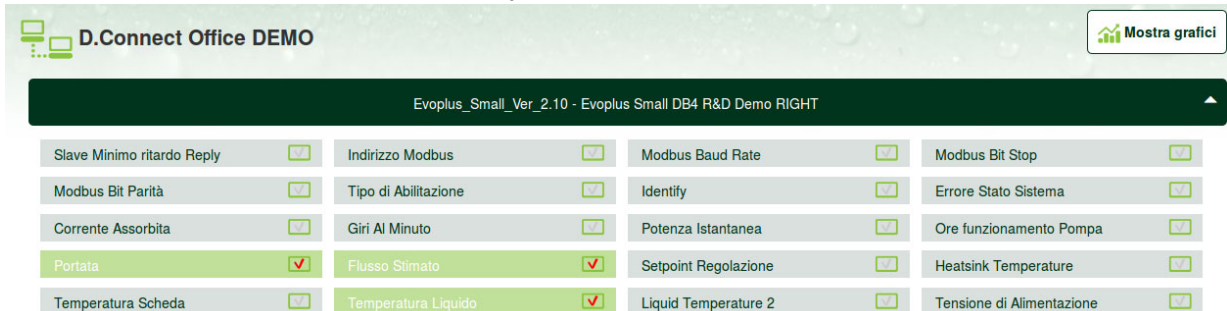 D.Connect Office DEMO
Mostra grafici
Evoplus_Small_Ver_2.10 - Evoplus Small DB4 R&D Demo RIGHT
Slave Minimo ritardo Reply Indirizzo Modbus Modbus Baud Rate Modbus Bit Stop
Modbus Bit Parità Tipo di Abilitazione Identify Errore Stato Sistema
Corrente Assorbita Giri Al Minuto Potenza Istantanea Ore funzionamento Pompa
Portata Flusso Stimato Setpoint Regolazione Heatsink Temperature
Temperatura Scheda Temperatura Liquido Liquid Temperature 2 Tensione di Alimentazione